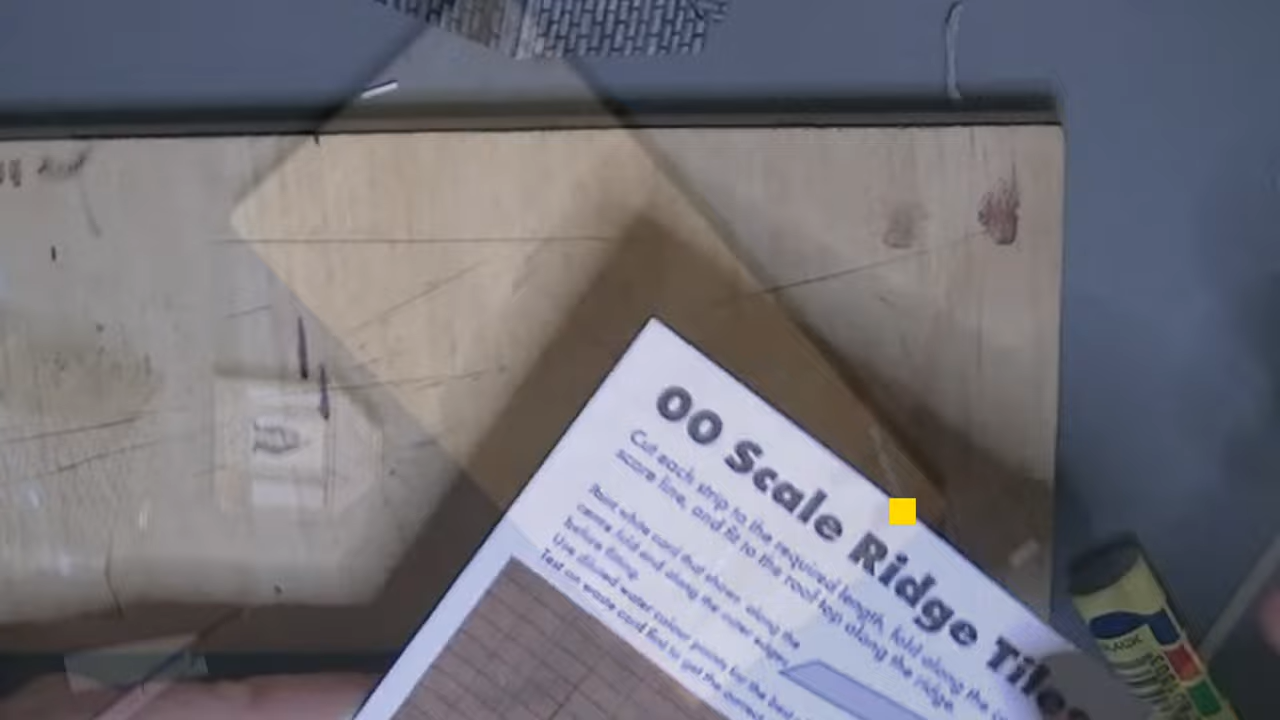 00 Scale Ridge Tiles
Cut each strip to the required length, fold along the
score line, and fit to the roof top along the ridge.
Paint white card that shows along the
centre fold and along the outer edges
before fitting.
Use diluted water colour paints for the best
Test on waste card first to get the correct